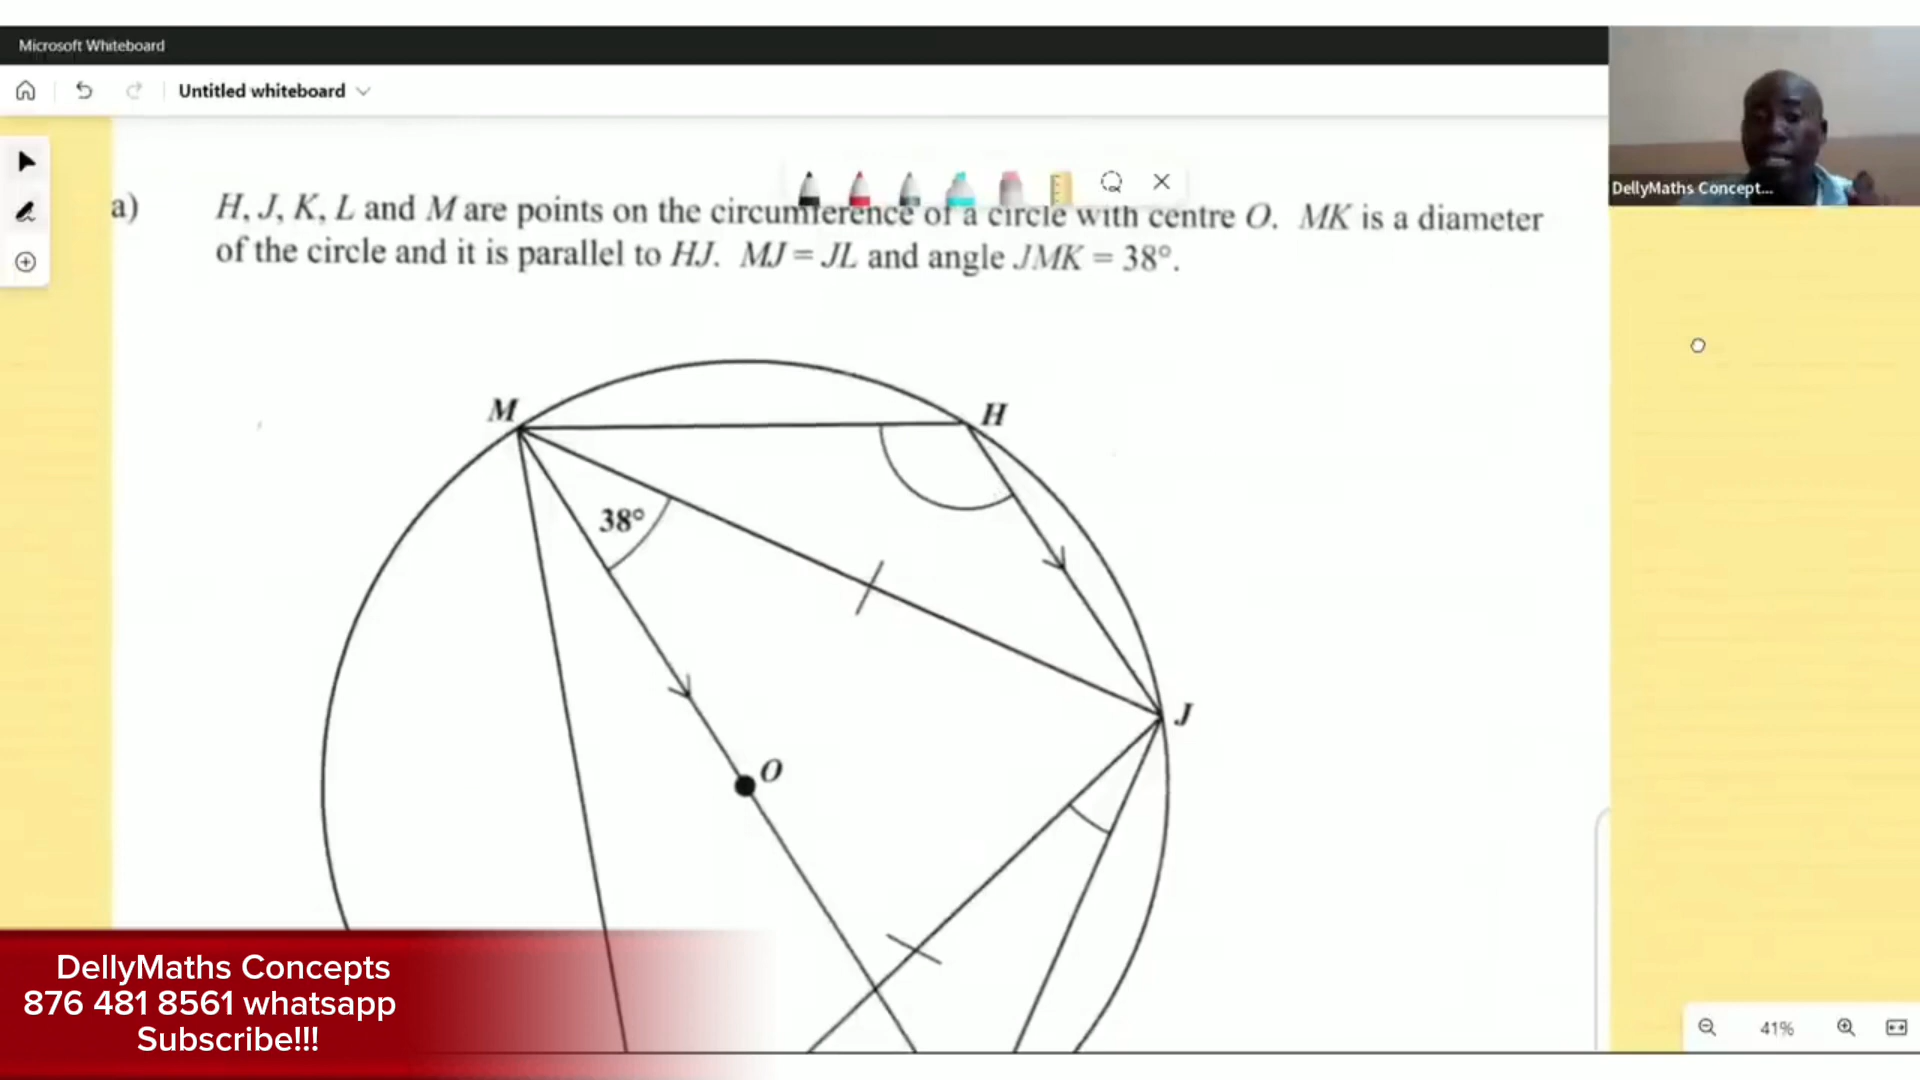 Microsoft Whiteboard
Untitled whiteboard
DellyMaths Concept...
a) H, J, K, L and M are points on the circumference of a circle with centre O. MK is a diameter
of the circle and it is parallel to HJ. MJ = JL and angle JMK = 38°.
M
H
38°
J
O
DellyMaths Concepts
876 481 8561 whatsapp
Subscribe!!!
41%